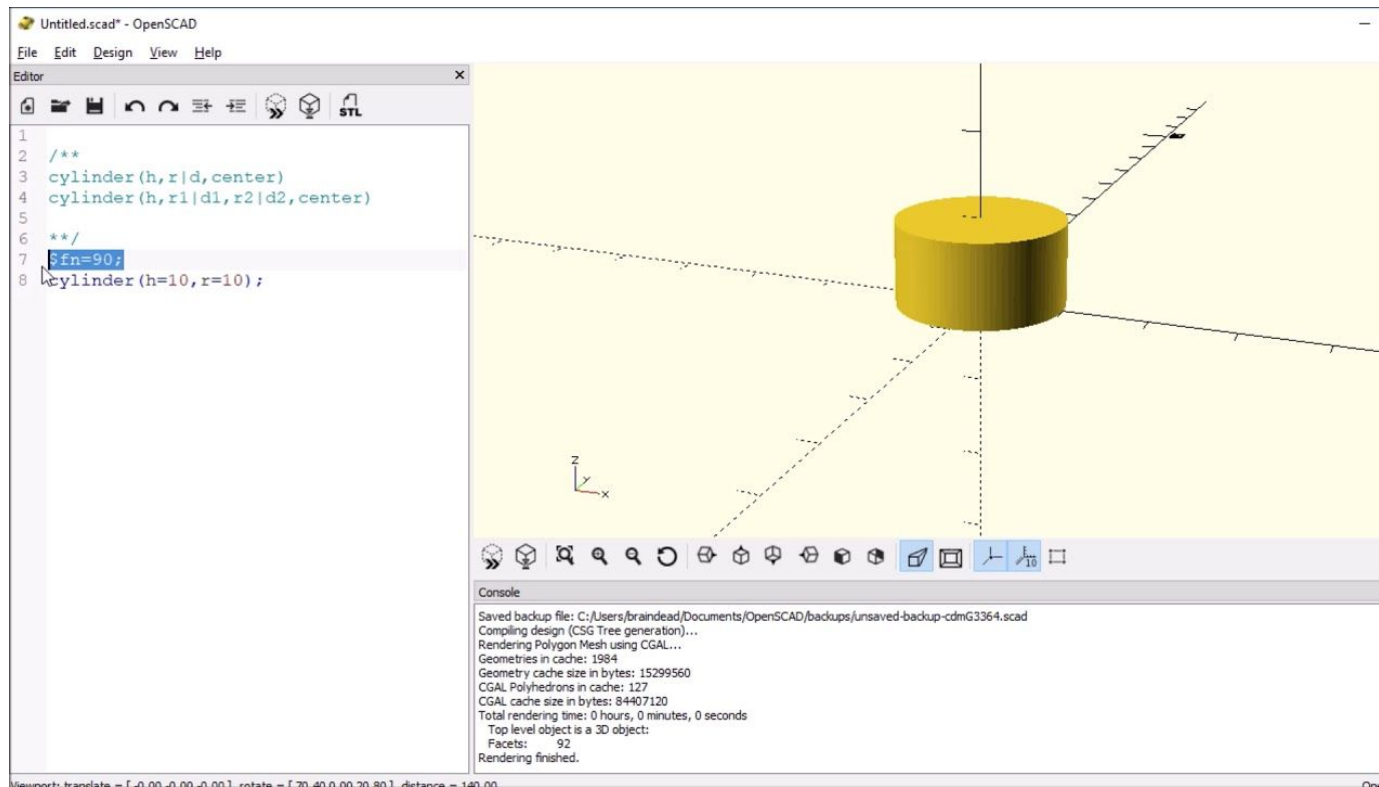 Untitled.scad* - OpenSCAD
File Edit Design View Help
Editor
STL
1
2 /**
3 cylinder(h,r|d,center)
4 cylinder(h,r1|d1,r2|d2,center)
5
6 **/
7 $fn=90;
8 cylinder(h=10,r=10);
Z
Y
X
10
Console
Saved backup file: C:/Users/braindead/Documents/OpenSCAD/backups/unsaved-backup-cdmG3364.scad
Compiling design (CSG Tree generation)...
Rendering Polygon Mesh using CGAL...
Geometries in cache: 1984
Geometry cache size in bytes: 15299560
CGAL Polyhedrons in cache: 127
CGAL cache size in bytes: 84407120
Total rendering time: 0 hours, 0 minutes, 0 seconds
Top level object is a 3D object:
Facets: 92
Rendering finished.
Viewport: translate = [ -0.00 -0.00 -0.00 ], rotate = [ 70.40 0.00 20.80 ], distance = 140.00